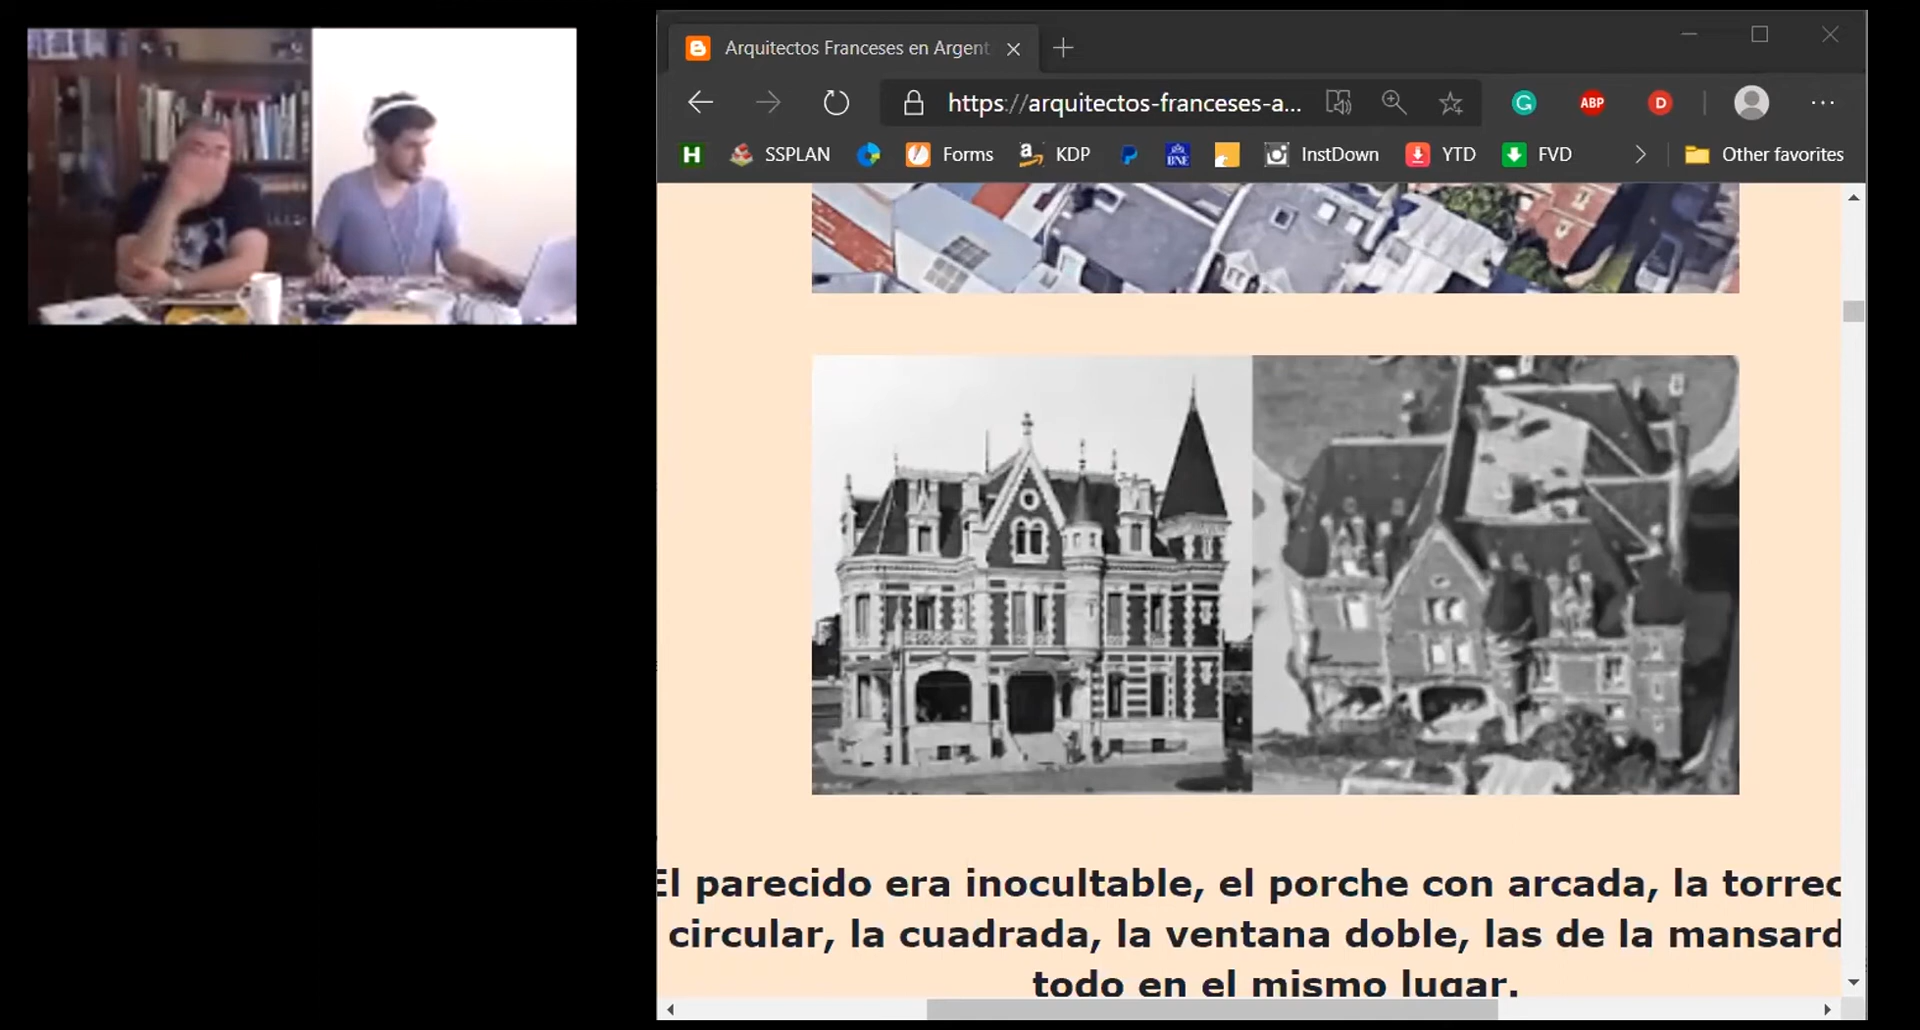 Arquitectos Franceses en Argent
https://arquitectos-franceses-a...
G
ABP
D
H
SSPLAN
Forms
a
KDP
BNE
InstDown
YTD
FVD
Other favorites
El parecido era inocultable, el porche con arcada, la torrec
circular, la cuadrada, la ventana doble, las de la mansard
todo en el mismo lugar.